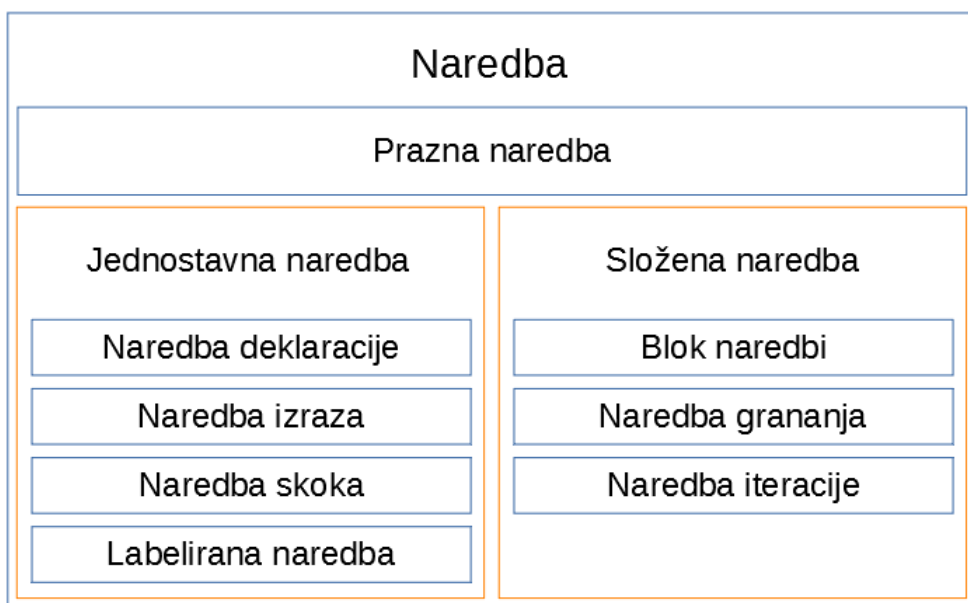 Naredba
Prazna naredba
Jednostavna naredba
Naredba deklaracije
Naredba izraza
Naredba skoka
Labelirana naredba
Složena naredba
Blok naredbi
Naredba grananja
Naredba iteracije